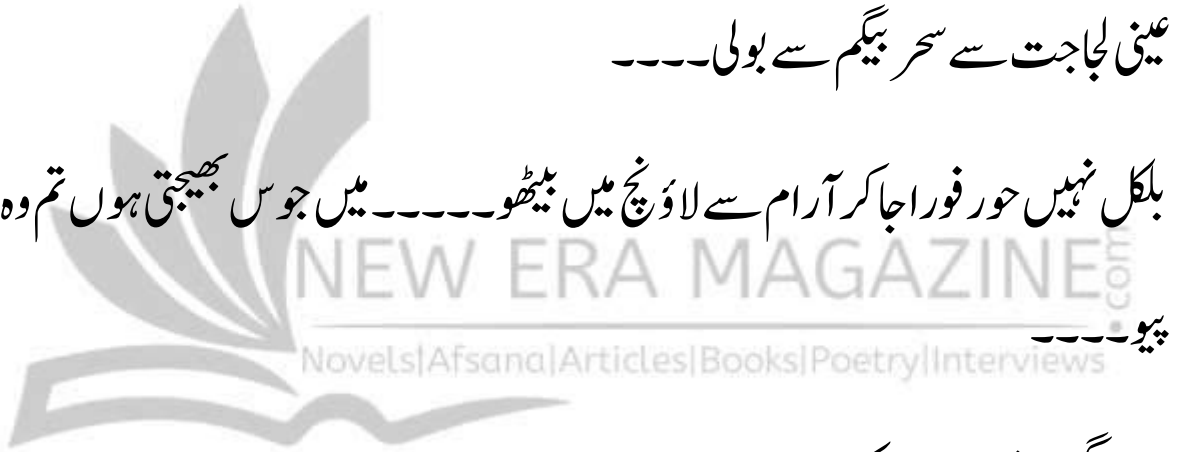 عینی لجاجت سے سحر بیگم سے بولی۔۔۔۔
بلکل نہیں حور فورا جا کر آرام سے لاؤنچ میں بیٹھو۔۔۔۔۔ میں جوس بھیجتی ہوں تم وہ
NEW ERA MAGAZINE.com
پیو۔۔۔۔
Novels|Afsana|Articles|Books|Poetry|Interviews